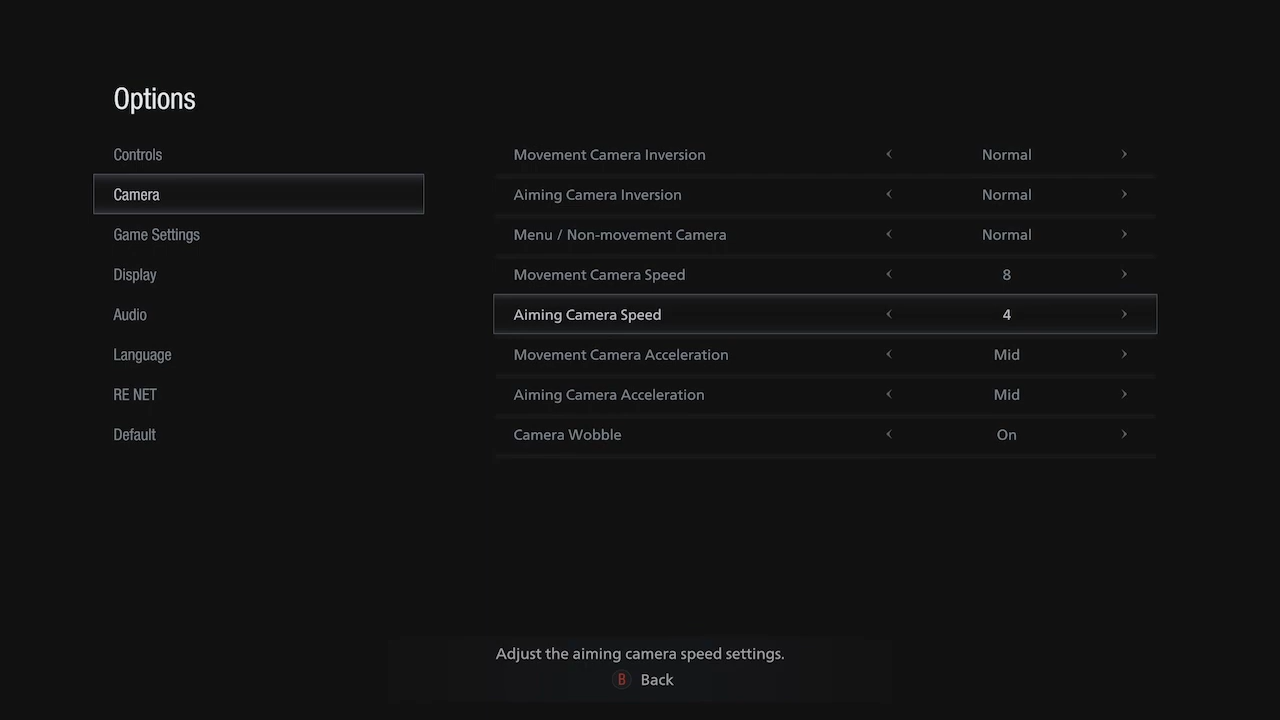 Options
Controls
Camera
Game Settings
Display
Audio
Language
RE NET
Default
Movement Camera Inversion Normal
Aiming Camera Inversion Normal
Menu / Non-movement Camera Normal
Movement Camera Speed 8
Aiming Camera Speed 4
Movement Camera Acceleration Mid
Aiming Camera Acceleration Mid
Camera Wobble On
Adjust the aiming camera speed settings.
B Back